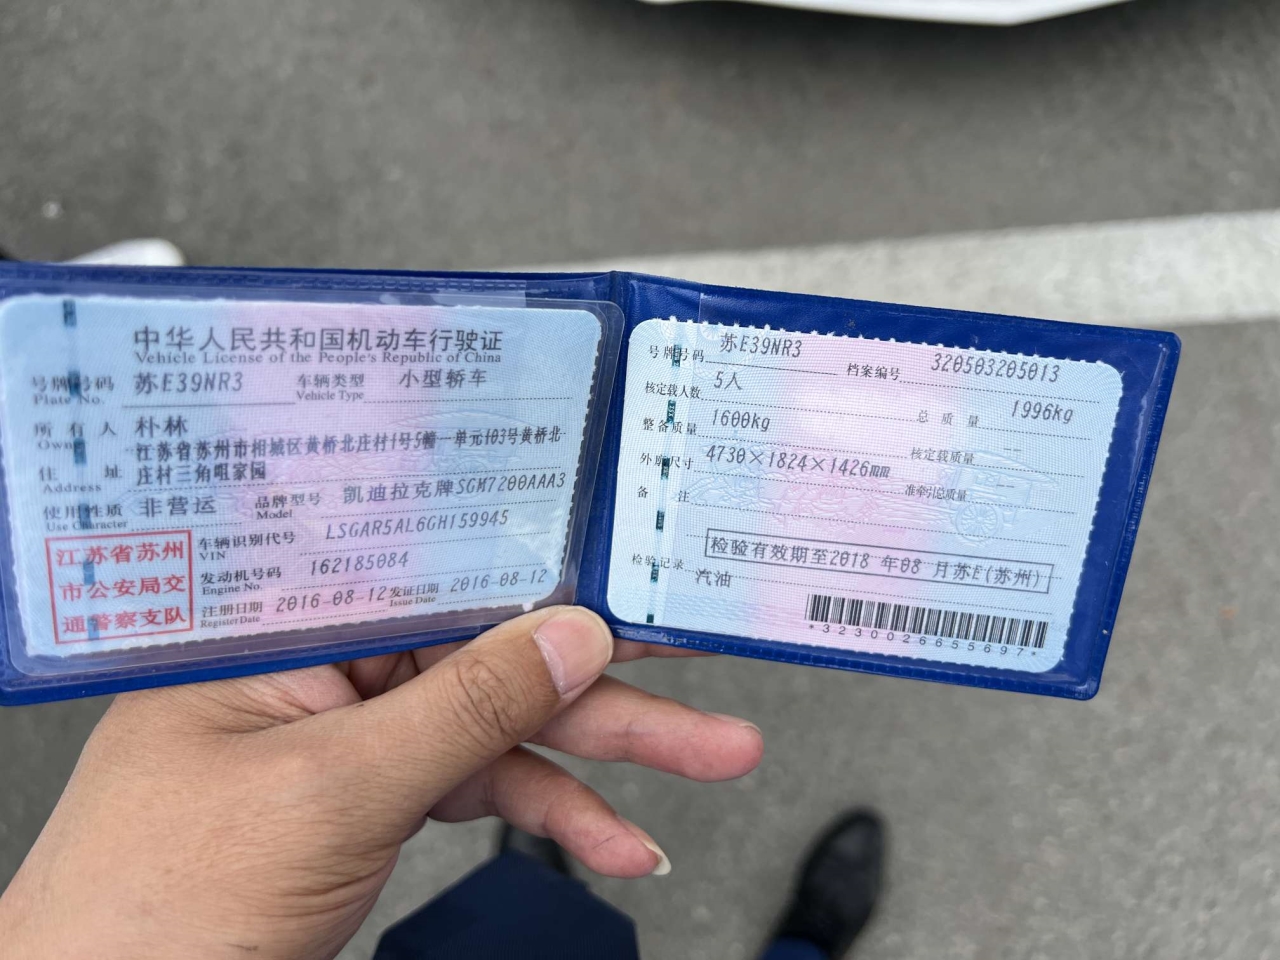 中华人民共和国机动车行驶证
Vehicle License of the People's Republic of China
号牌号码 苏E39NR3 车辆类型 小型轿车
Plate No. Vehicle Type
所有人 朴林
Owner
江苏省苏州市相城区黄桥北庄村1号5幢一单元103号黄桥北
住址 庄村三角咀家园
Address
使用性质 非营运 品牌型号 凯迪拉克牌SGM7200AAA3
Use Character Model
车辆识别代号 LSGAR5AL6GH159945
VIN
发动机号码 162185084
Engine No.
注册日期 2016-08-12 发证日期 2016-08-12
Register Date Issue Date
江苏省苏州
市公安局交
通警察支队
号牌号码 苏E39NR3 档案编号 320503205013
核定载人数 5人 总质量 1996kg
整备质量 1600kg 核定载质量 --
外廓尺寸 4730×1824×1426mm 准牵引总质量 --
备注
检验有效期至2018年08月苏E(苏州)
检验记录
汽油
*3230026655697*